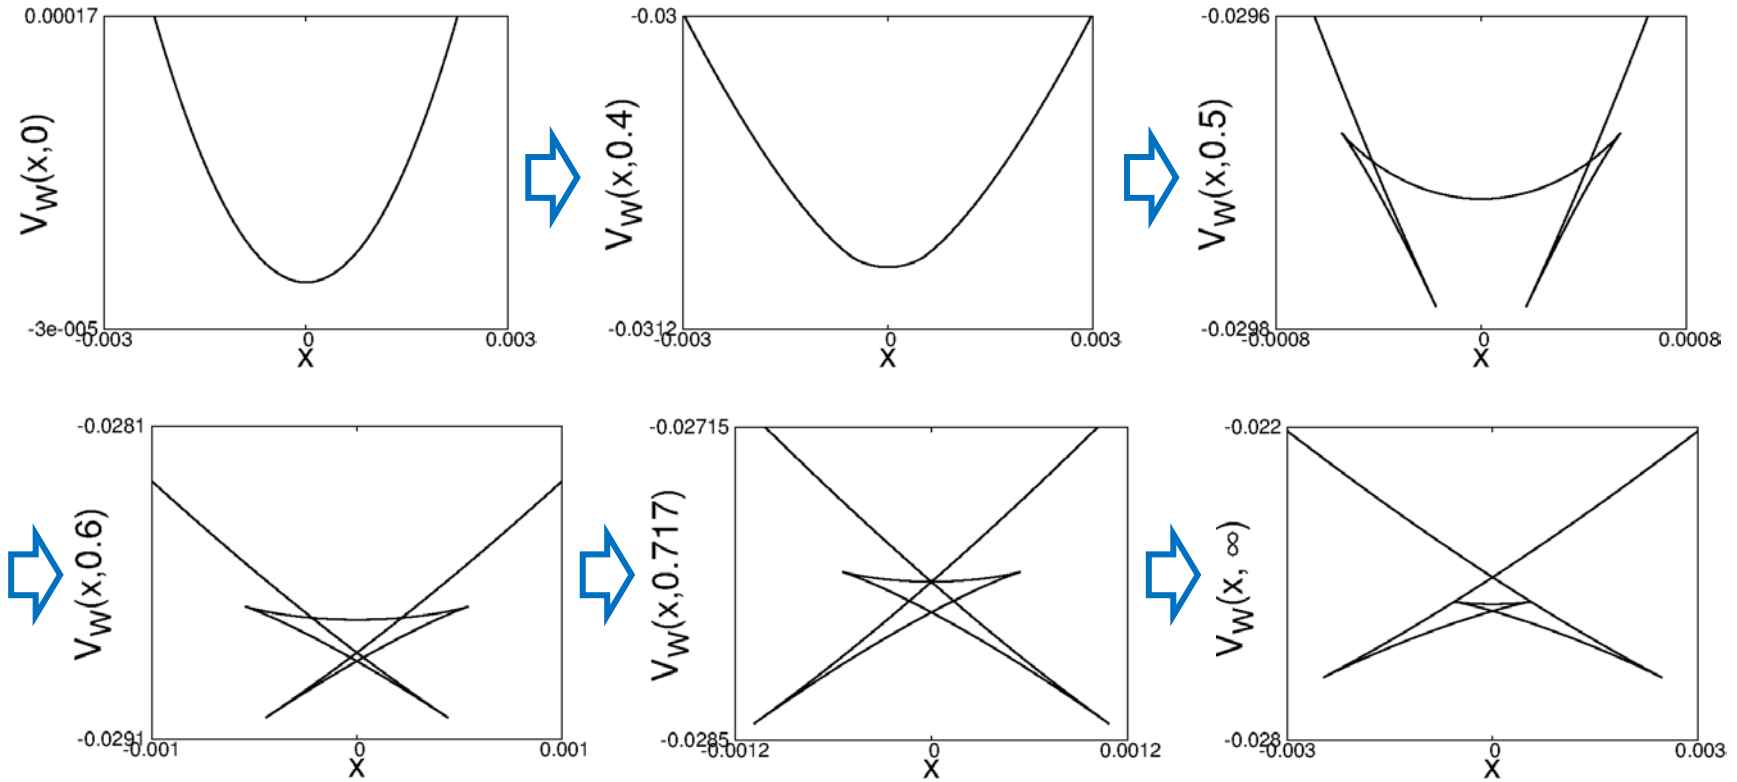 0.00017
V_W(x,0)
-3e-005
-0.003
0
0.003
x
-0.03
V_W(x,0.4)
-0.0312
-0.003
0
0.003
x
-0.0296
V_W(x,0.5)
-0.0298
-0.0008
0
0.0008
x
-0.0281
V_W(x,0.6)
-0.0291
-0.001
0
0.001
x
-0.02715
V_W(x,0.717)
-0.0285
-0.0012
0
0.0012
x
-0.022
V_W(x, ∞)
-0.028
-0.003
0
0.003
x